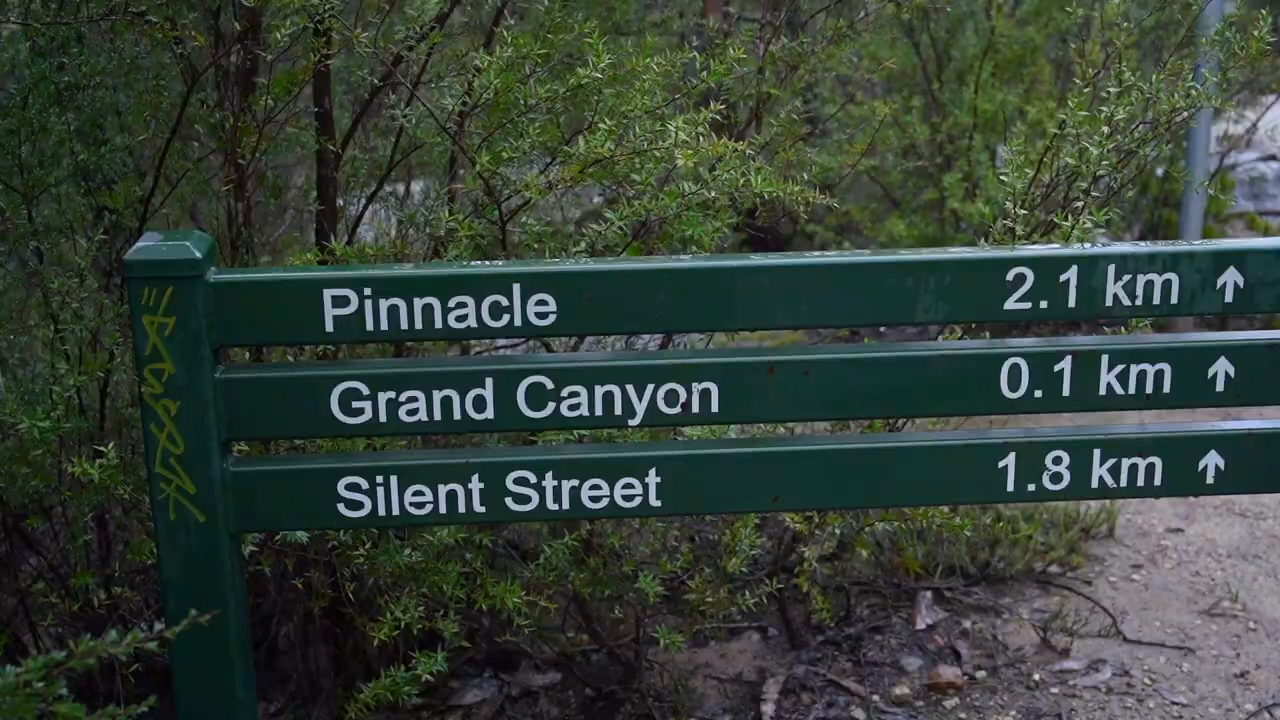 Pinnacle 2.1 km ↑
Grand Canyon 0.1 km ↑
Silent Street 1.8 km ↑